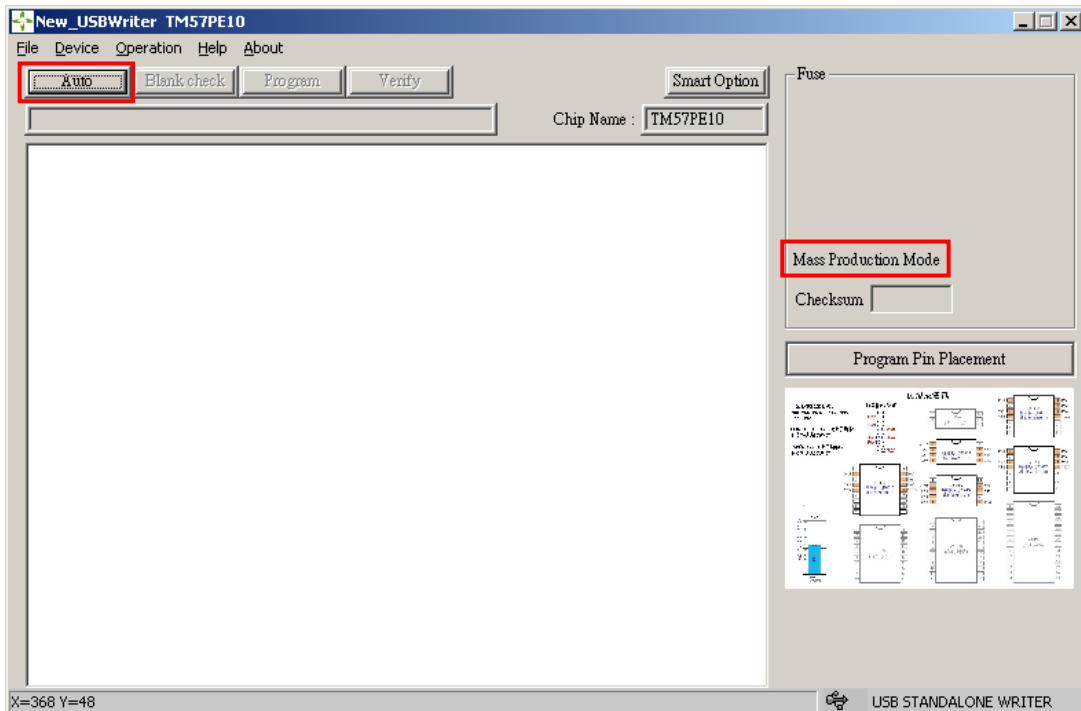 New_USBWriter TM57PE10
File Device Operation Help About
Auto Blank check Program Verify Smart Option
Chip Name : TM57PE10
Fuse
Mass Production Mode
Checksum
Program Pin Placement
X=368 Y=48
USB STANDALONE WRITER